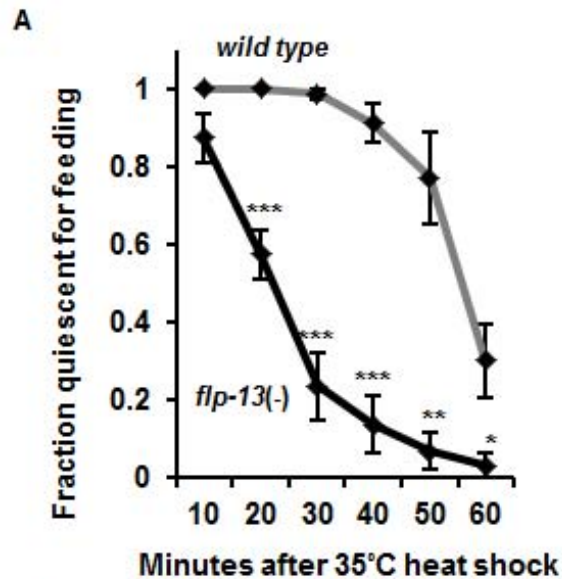 A
wild type
1
0.8
0.6
0.4
0.2
0
Fraction quiescent for feeding
***
***
***
**
*
flp-13(-)
10 20 30 40 50 60
Minutes after 35°C heat shock